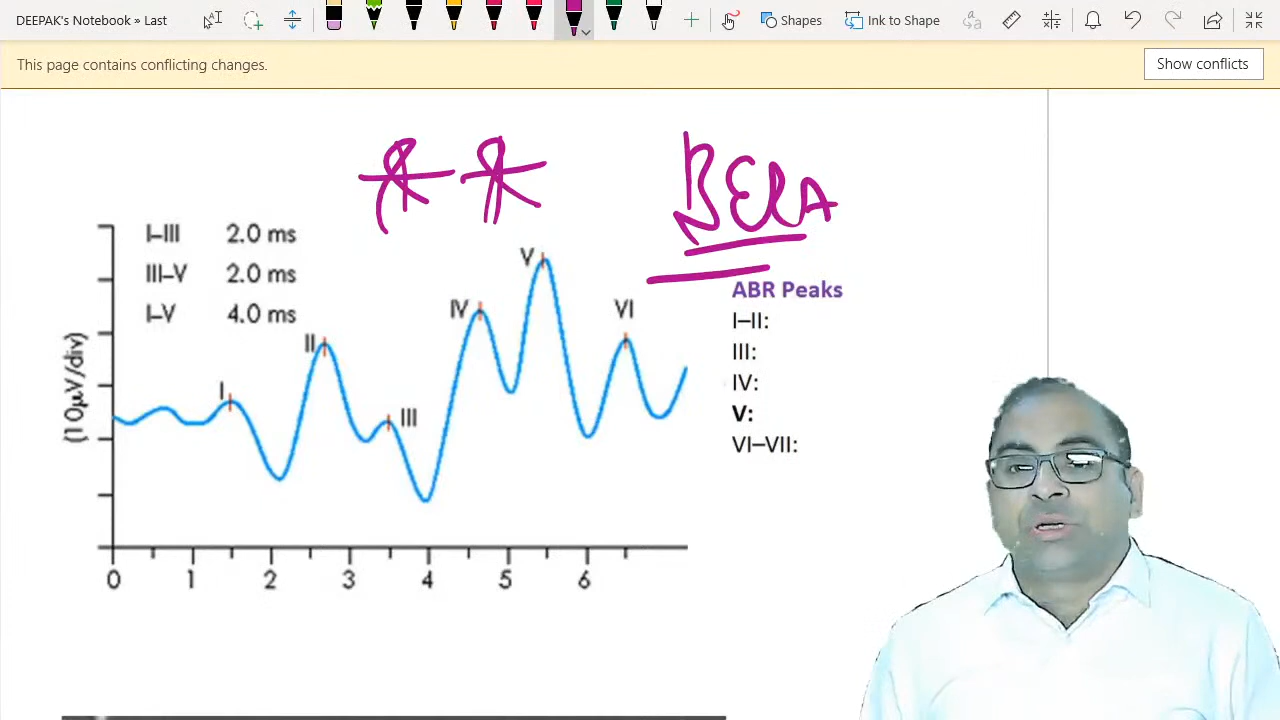 DEEPAK's Notebook » Last
Shapes
Ink to Shape
This page contains conflicting changes.
Show conflicts
BERA
I–III 2.0 ms
III–V 2.0 ms
I–V 4.0 ms
(10μV/div)
I
II
III
IV
V
VI
0 1 2 3 4 5 6
ABR Peaks
I–II:
III:
IV:
V:
VI–VII: